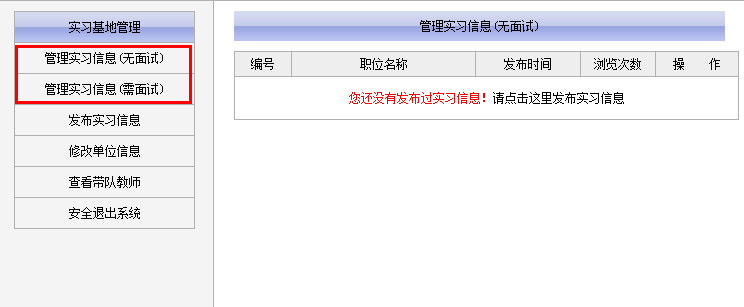 实习基地管理
管理实习信息(无面试)
管理实习信息(需面试)
发布实习信息
修改单位信息
查看带队教师
安全退出系统
管理实习信息(无面试)
编号 职位名称 发布时间 浏览次数 操 作
您还没有发布过实习信息！请点击这里发布实习信息